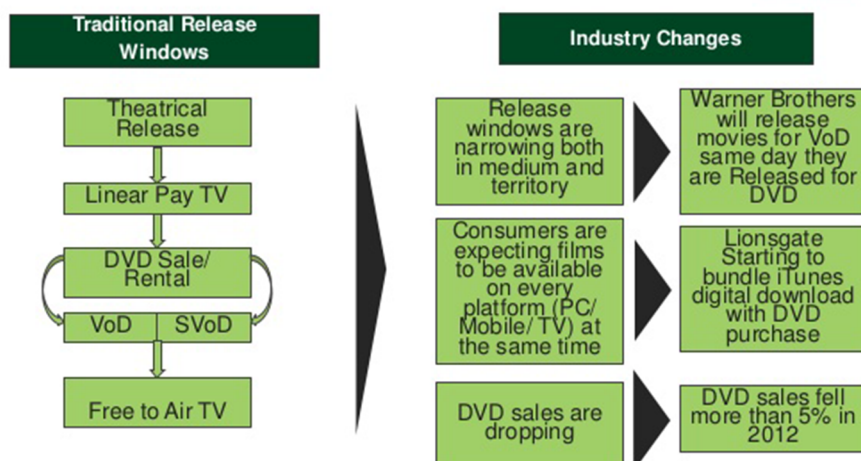 Traditional Release
Windows
Theatrical
Release
Linear Pay TV
DVD Sale/
Rental
VoD
SVoD
Free to Air TV
Industry Changes
Release
windows are
narrowing both
in medium and
territory
Warner Brothers
will release
movies for VoD
same day they
are Released for
DVD
Consumers are
expecting films
to be available
on every
platform (PC/
Mobile/ TV) at
the same time
Lionsgate
Starting to
bundle iTunes
digital download
with DVD
purchase
DVD sales are
dropping
DVD sales fell
more than 5% in
2012